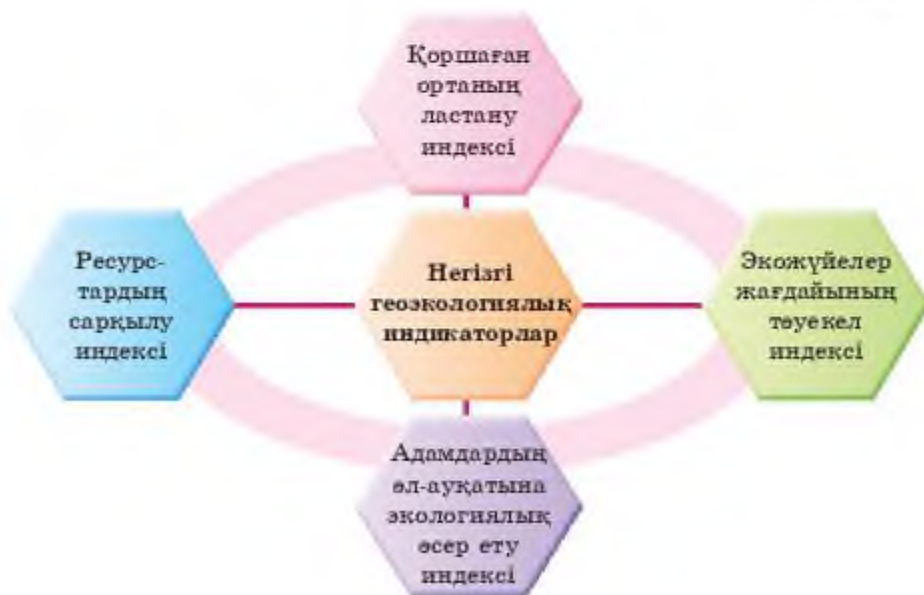 Қоршаған
ортаның
ластану
индексі
Ресурс-
тардың
сарқылу
индексі
Негізгі
геоэкологиялық
индикаторлар
Экожүйелер
жағдайының
тәуекел
индексі
Адамдардың
әл-ауқатына
экологиялық
әсер ету
индексі